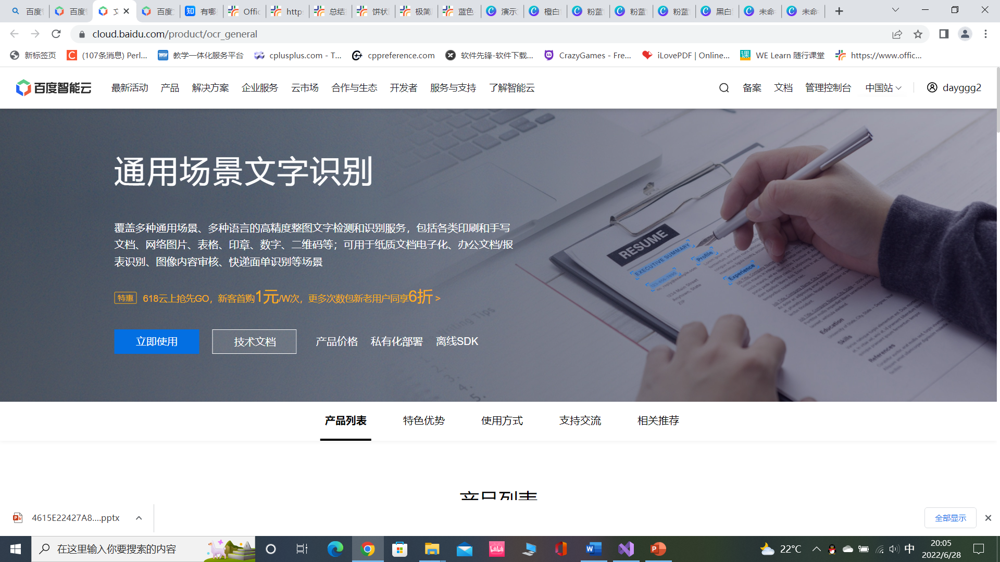 百度
百度
文
百度
有哪
Offic
http
总结
饼状
极简
蓝色
演示
橙白
粉蓝
粉蓝
粉蓝
黑白
未命
未命
cloud.baidu.com/product/ocr_general
新标签页
(107条消息) Perl...
教学一体化服务平台
cplusplus.com - T...
cppreference.com
软件先锋-软件下载...
CrazyGames - Fre...
iLovePDF | Online...
WE Learn 随行课堂
https://www.offic...
百度智能云
最新活动
产品
解决方案
企业服务
云市场
合作与生态
开发者
服务与支持
了解智能云
备案
文档
管理控制台
中国站
dayggg2
通用场景文字识别
覆盖多种通用场景、多种语言的高精度整图文字检测和识别服务，包括各类印刷和手写
文档、网络图片、表格、印章、数字、二维码等；可用于纸质文档电子化、办公文档/报
表识别、图像内容审核、快递面单识别等场景
特惠 618云上抢先GO，新客首购1元/W次，更多次数包新老用户同享6折 >
立即使用
技术文档
产品价格
私有化部署
离线SDK
RESUME
EXECUTIVE SUMMARY
Profile
Experience
Education
Skills
References
Writing Tips
产品列表
特色优势
使用方式
支持交流
相关推荐
产品列表
4615E22427A8....pptx
全部显示
在这里输入你要搜索的内容
22°C
中
20:05
2022/6/28